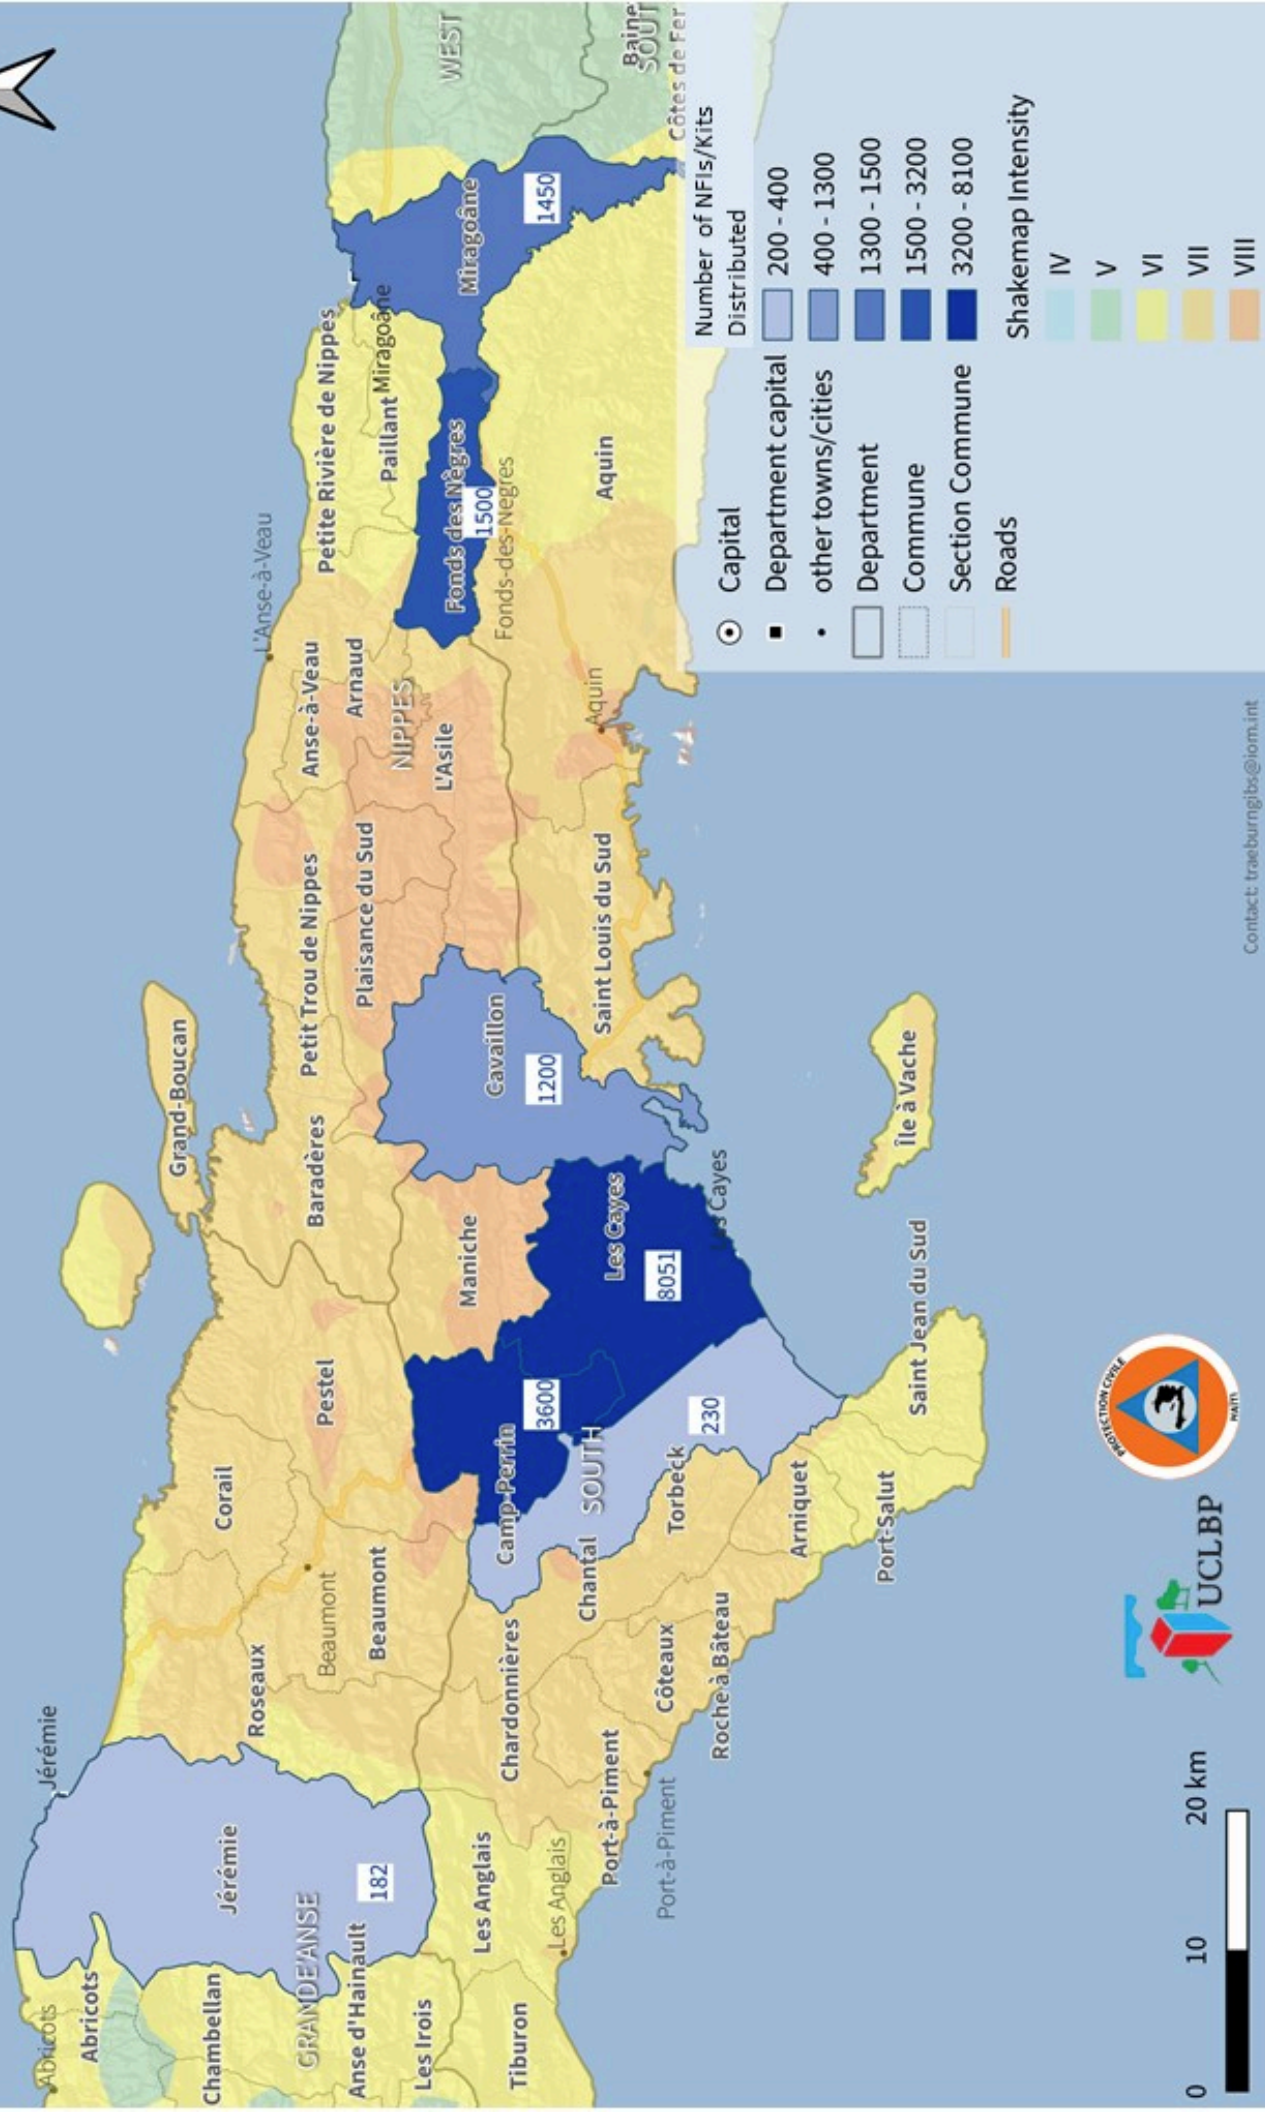 Jérémie
Abricots
Abricots
Jérémie
Chambellan
GRANDE'ANSE
182
Anse d'Hainault
Les Irois
Les Anglais
Tiburon
Les Anglais
Port-à-Piment
Port-à-Piment
Roseaux
Corail
Beaumont
Beaumont
Pestel
Chardonnières
Côteaux
Roche à Bâteau
Camp-Perrin
3600
Chantal
SOUTH
Torbeck
230
Arniquet
Port-Salut
Saint Jean du Sud
Maniche
Les Cayes
8051
s Cayes
Île à Vache
Grand-Boucan
Baradères
Petit Trou de Nippes
Plaisance du Sud
Cavaillon
1200
Saint Louis du Sud
L'Anse-à-Veau
Anse-à-Veau
Arnaud
NIPPES
L'Asile
Aquin
Petite Rivière de Nippes
Paillant
Miragoâne
Fonds des Nègres
1500
Fonds-des-Negres
Aquin
Miragoâne
1450
WEST
Baine
SOUT
Côtes de Fer
Capital
Department capital
other towns/cities
Department
Commune
Section Commune
Roads
Number of NFIs/Kits
Distributed
200 - 400
400 - 1300
1300 - 1500
1500 - 3200
3200 - 8100
Shakemap Intensity
IV
V
VI
VII
VIII
0 10 20 km
UCLBP
PROTECTION CIVILE
HAITI
Contact: traeburngibs@iom.int